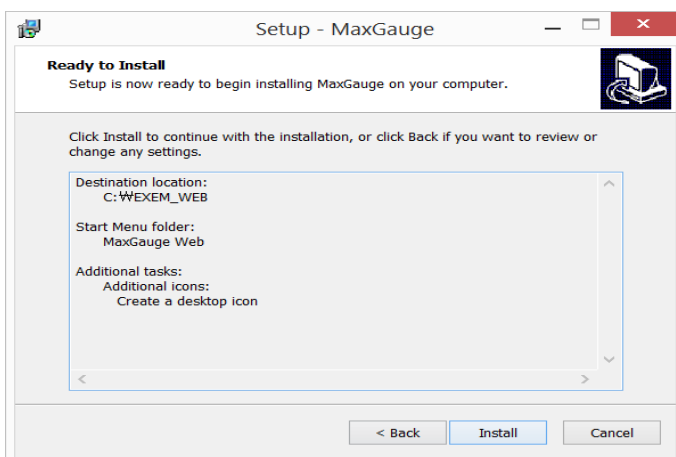 Setup - MaxGauge
Ready to Install
Setup is now ready to begin installing MaxGauge on your computer.
Click Install to continue with the installation, or click Back if you want to review or
change any settings.
Destination location:
C:₩EXEM_WEB
Start Menu folder:
MaxGauge Web
Additional tasks:
Additional icons:
Create a desktop icon
< Back Install Cancel